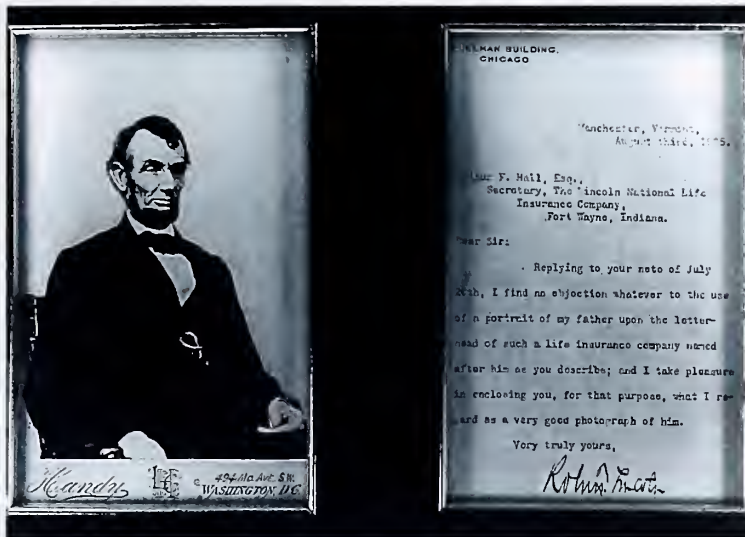 Handy
494 Md. Ave. S.W.
WASHINGTON, D.C.
BUILDING,
CHICAGO
Manchester, Vermont,
August third,
F. Hall, Esq.,
Secretary, The Lincoln National Life
Insurance Company,
Fort Wayne, Indiana.
Dear Sir:
Replying to your note of July
I find no objection whatever to the use
of a portrait of my father upon the letter-
head of such a life insurance company named
after him as you describe; and I take pleasure
in enclosing you, for that purpose, what I re-
gard as a very good photograph of him.
Very truly yours,
Robert T. Lincoln